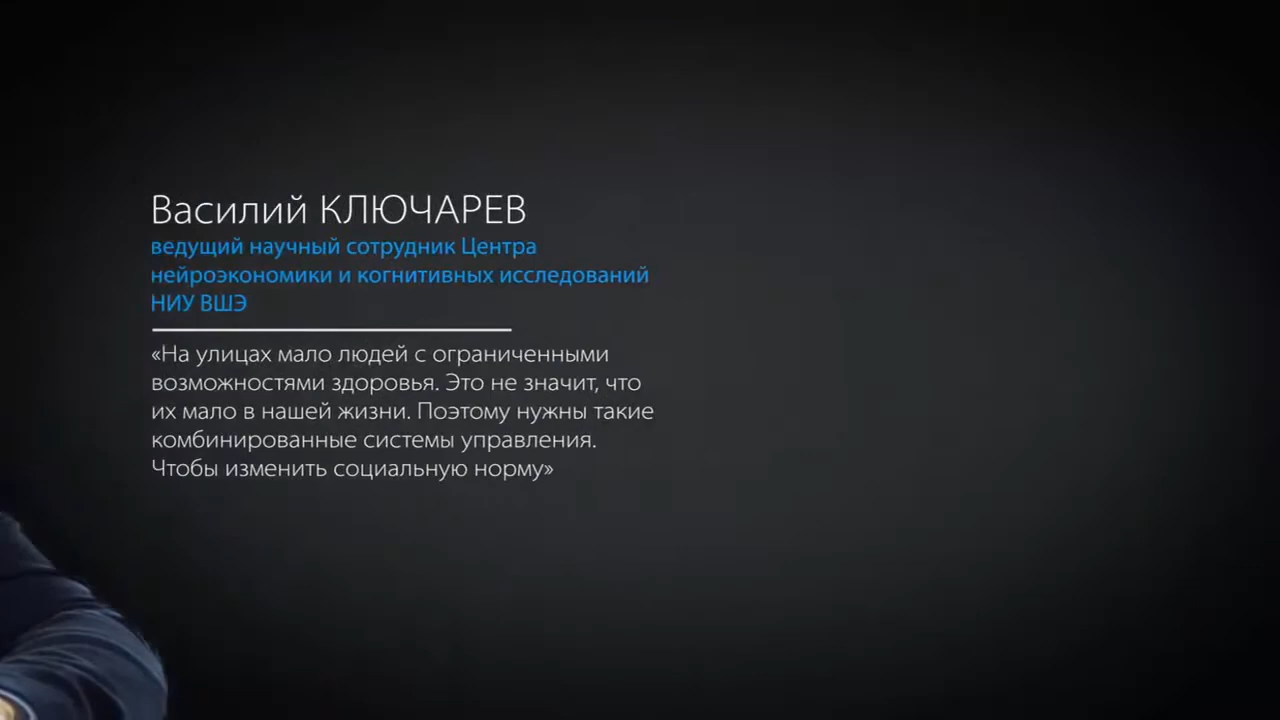 Василий КЛЮЧАРЕВ
ведущий научный сотрудник Центра
нейроэкономики и когнитивных исследований
НИУ ВШЭ
«На улицах мало людей с ограниченными
возможностями здоровья. Это не значит, что
их мало в нашей жизни. Поэтому нужны такие
комбинированные системы управления.
Чтобы изменить социальную норму»